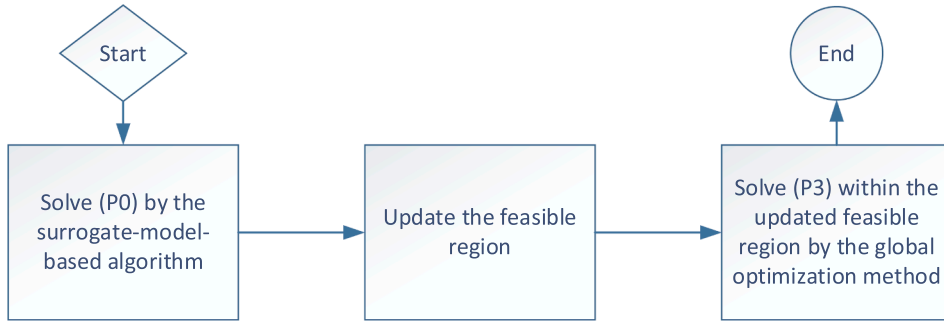 Start
End
Solve (P0) by the
surrogate-model-
based algorithm
Update the feasible
region
Solve (P3) within the
updated feasible
region by the global
optimization method